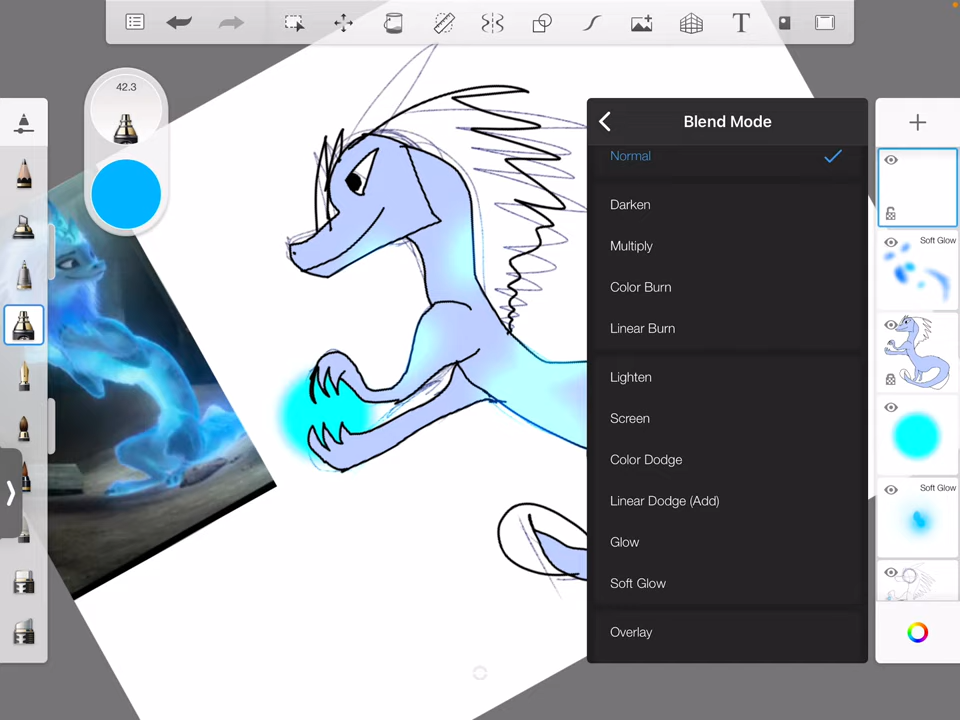 T
42.3
Blend Mode
Normal
Darken
Multiply
Color Burn
Linear Burn
Lighten
Screen
Color Dodge
Linear Dodge (Add)
Glow
Soft Glow
Overlay
Soft Glow
Soft Glow